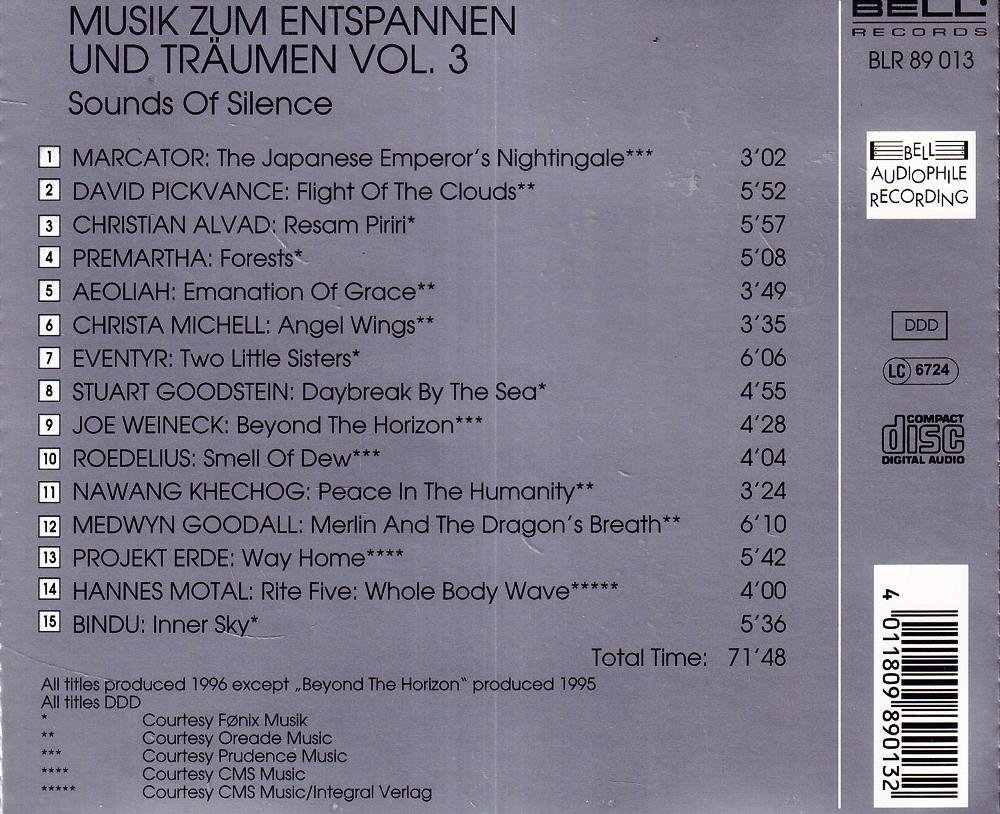 MUSIK ZUM ENTSPANNEN
UND TRÄUMEN VOL. 3
Sounds Of Silence
1 MARCATOR: The Japanese Emperor's Nightingale*** 3'02
2 DAVID PICKVANCE: Flight Of The Clouds** 5'52
3 CHRISTIAN ALVAD: Resam Piriri* 5'57
4 PREMARTHA: Forests* 5'08
5 AEOLIAH: Emanation Of Grace** 3'49
6 CHRISTA MICHELL: Angel Wings** 3'35
7 EVENTYR: Two Little Sisters* 6'06
8 STUART GOODSTEIN: Daybreak By The Sea* 4'55
9 JOE WEINECK: Beyond The Horizon*** 4'28
10 ROEDELIUS: Smell Of Dew*** 4'04
11 NAWANG KHECHOG: Peace In The Humanity** 3'24
12 MEDWYN GOODALL: Merlin And The Dragon's Breath** 6'10
13 PROJEKT ERDE: Way Home**** 5'42
14 HANNES MOTAL: Rite Five: Whole Body Wave***** 4'00
15 BINDU: Inner Sky* 5'36
Total Time: 71'48
All titles produced 1996 except „Beyond The Horizon“ produced 1995
All titles DDD
* Courtesy FØnix Musik
** Courtesy Oreade Music
*** Courtesy Prudence Music
**** Courtesy CMS Music
***** Courtesy CMS Music/Integral Verlag
BELL
RECORDS
BLR 89 013
BELL
AUDIOPHILE
RECORDING
DDD
LC 6724
COMPACT
disc
DIGITAL AUDIO
4 011809 890132